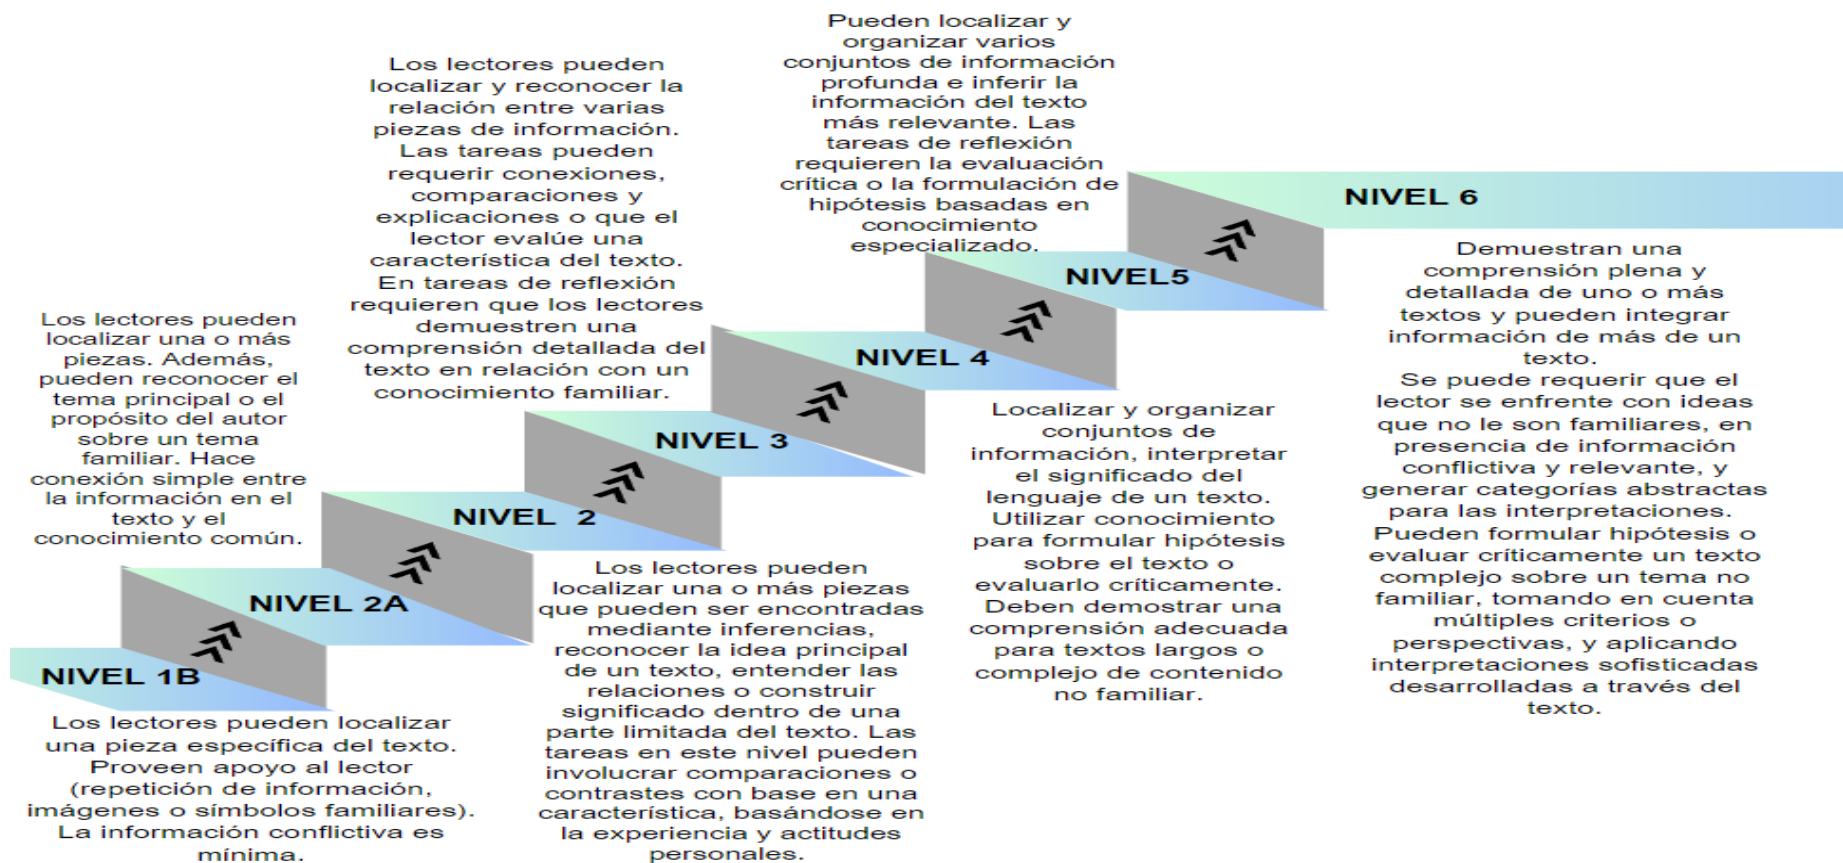 NIVEL 1B
Los lectores pueden localizar
una pieza específica del texto.
Proveen apoyo al lector
(repetición de información,
imágenes o símbolos familiares).
La información conflictiva es
mínima.
NIVEL 2A
Los lectores pueden
localizar una o más
piezas. Además,
pueden reconocer el
tema principal o el
propósito del autor
sobre un tema
familiar. Hace
conexión simple entre
la información en el
texto y el
conocimiento común.
NIVEL 2
Los lectores pueden
localizar una o más piezas
que pueden ser encontradas
mediante inferencias,
reconocer la idea principal
de un texto, entender las
relaciones o construir
significado dentro de una
parte limitada del texto. Las
tareas en este nivel pueden
involucrar comparaciones o
contrastes con base en una
característica, basándose en
la experiencia y actitudes
personales.
NIVEL 3
Los lectores pueden
localizar y reconocer la
relación entre varias
piezas de información.
Las tareas pueden
requerir conexiones,
comparaciones y
explicaciones o que el
lector evalúe una
característica del texto.
En tareas de reflexión
requieren que los lectores
demuestren una
comprensión detallada del
texto en relación con un
conocimiento familiar.
NIVEL 4
Localizar y organizar
conjuntos de
información, interpretar
el significado del
lenguaje de un texto.
Utilizar conocimiento
para formular hipótesis
sobre el texto o
evaluarlo críticamente.
Deben demostrar una
comprensión adecuada
para textos largos o
complejo de contenido
no familiar.
NIVEL5
Pueden localizar y
organizar varios
conjuntos de información
profunda e inferir la
información del texto
más relevante. Las
tareas de reflexión
requieren la evaluación
crítica o la formulación de
hipótesis basadas en
conocimiento
especializado.
NIVEL 6
Demuestran una
comprensión plena y
detallada de uno o más
textos y pueden integrar
información de más de un
texto.
Se puede requerir que el
lector se enfrente con ideas
que no le son familiares, en
presencia de información
conflictiva y relevante, y
generar categorías abstractas
para las interpretaciones.
Pueden formular hipótesis o
evaluar críticamente un texto
complejo sobre un tema no
familiar, tomando en cuenta
múltiples criterios o
perspectivas, y aplicando
interpretaciones sofisticadas
desarrolladas a través del
texto.